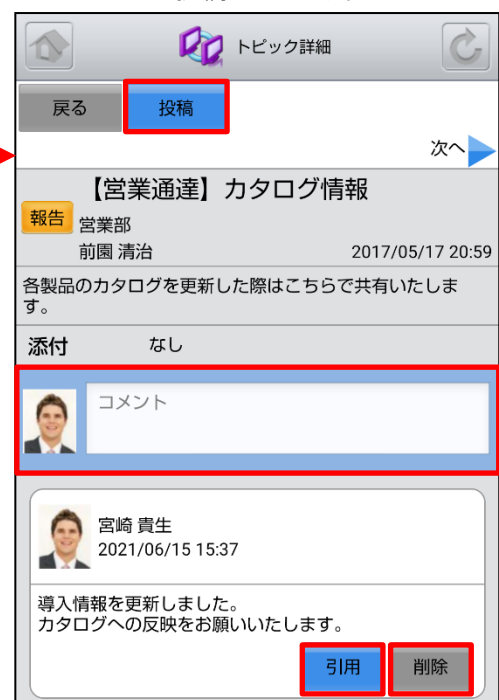 トピック詳細
戻る
投稿
次へ
【営業通達】カタログ情報
報告
営業部
前園 清治
2017/05/17 20:59
各製品のカタログを更新した際はこちらで共有いたしま
す。
添付
なし
コメント
宮崎 貴生
2021/06/15 15:37
導入情報を更新しました。
カタログへの反映をお願いいたします。
引用
削除